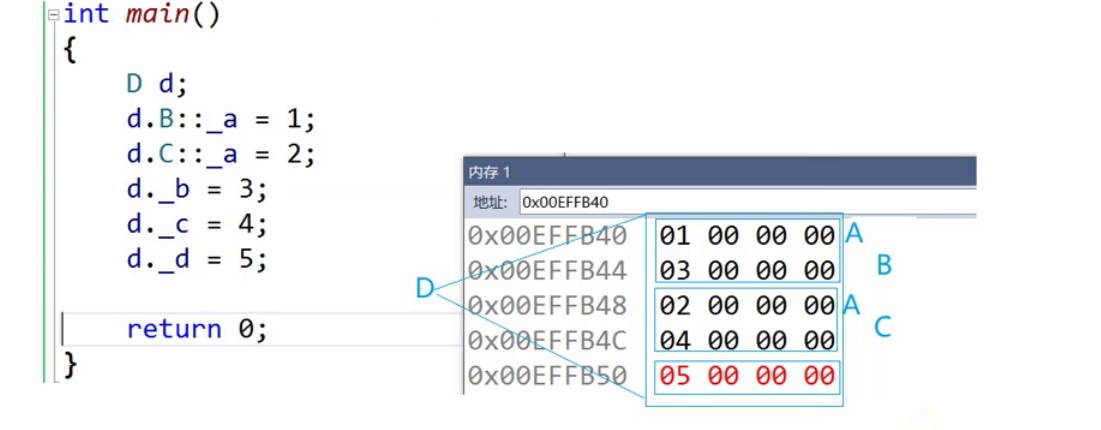 int main()
{
D d;
d.B::_a = 1;
d.C::_a = 2;
d._b = 3;
d._c = 4;
d._d = 5;
return 0;
}
内存 1
地址: 0x00EFFB40
0x00EFFB40 01 00 00 00 A
0x00EFFB44 03 00 00 00 B
D
0x00EFFB48 02 00 00 00 A
0x00EFFB4C 04 00 00 00 C
0x00EFFB50 05 00 00 00